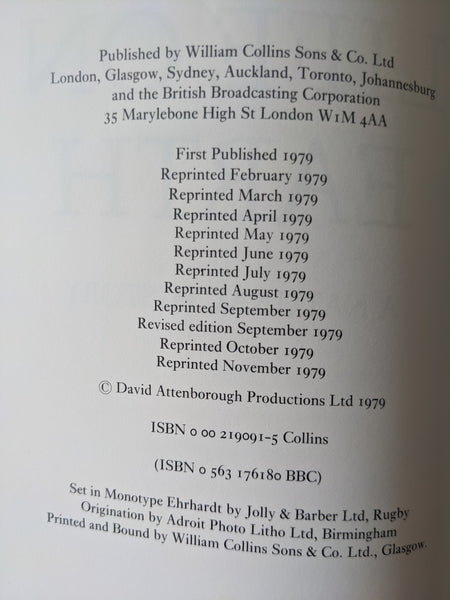 Published by William Collins Sons & Co. Ltd
London, Glasgow, Sydney, Auckland, Toronto, Johannesburg
and the British Broadcasting Corporation
35 Marylebone High St London W1M 4AA
First Published 1979
Reprinted February 1979
Reprinted March 1979
Reprinted April 1979
Reprinted May 1979
Reprinted June 1979
Reprinted July 1979
Reprinted August 1979
Reprinted September 1979
Revised edition September 1979
Reprinted October 1979
Reprinted November 1979
© David Attenborough Productions Ltd 1979
ISBN 0 00 219091-5 Collins
(ISBN 0 563 176180 BBC)
Set in Monotype Ehrhardt by Jolly & Barber Ltd, Rugby
Origination by Adroit Photo Litho Ltd, Birmingham
Printed and Bound by William Collins Sons & Co. Ltd., Glasgow.